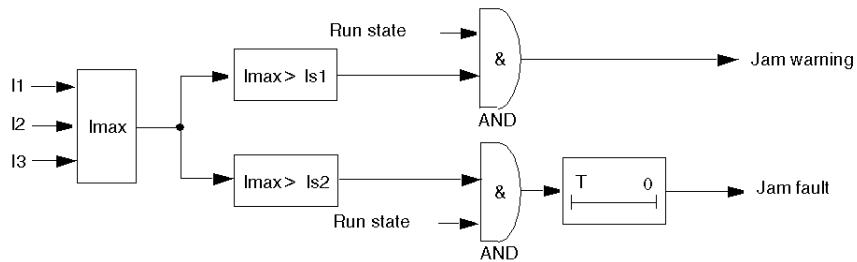 Run state
&
Jam warning
AND
I1
I2
I3
Imax
Imax > Is1
Imax > Is2
&
T 0
Jam fault
Run state
AND